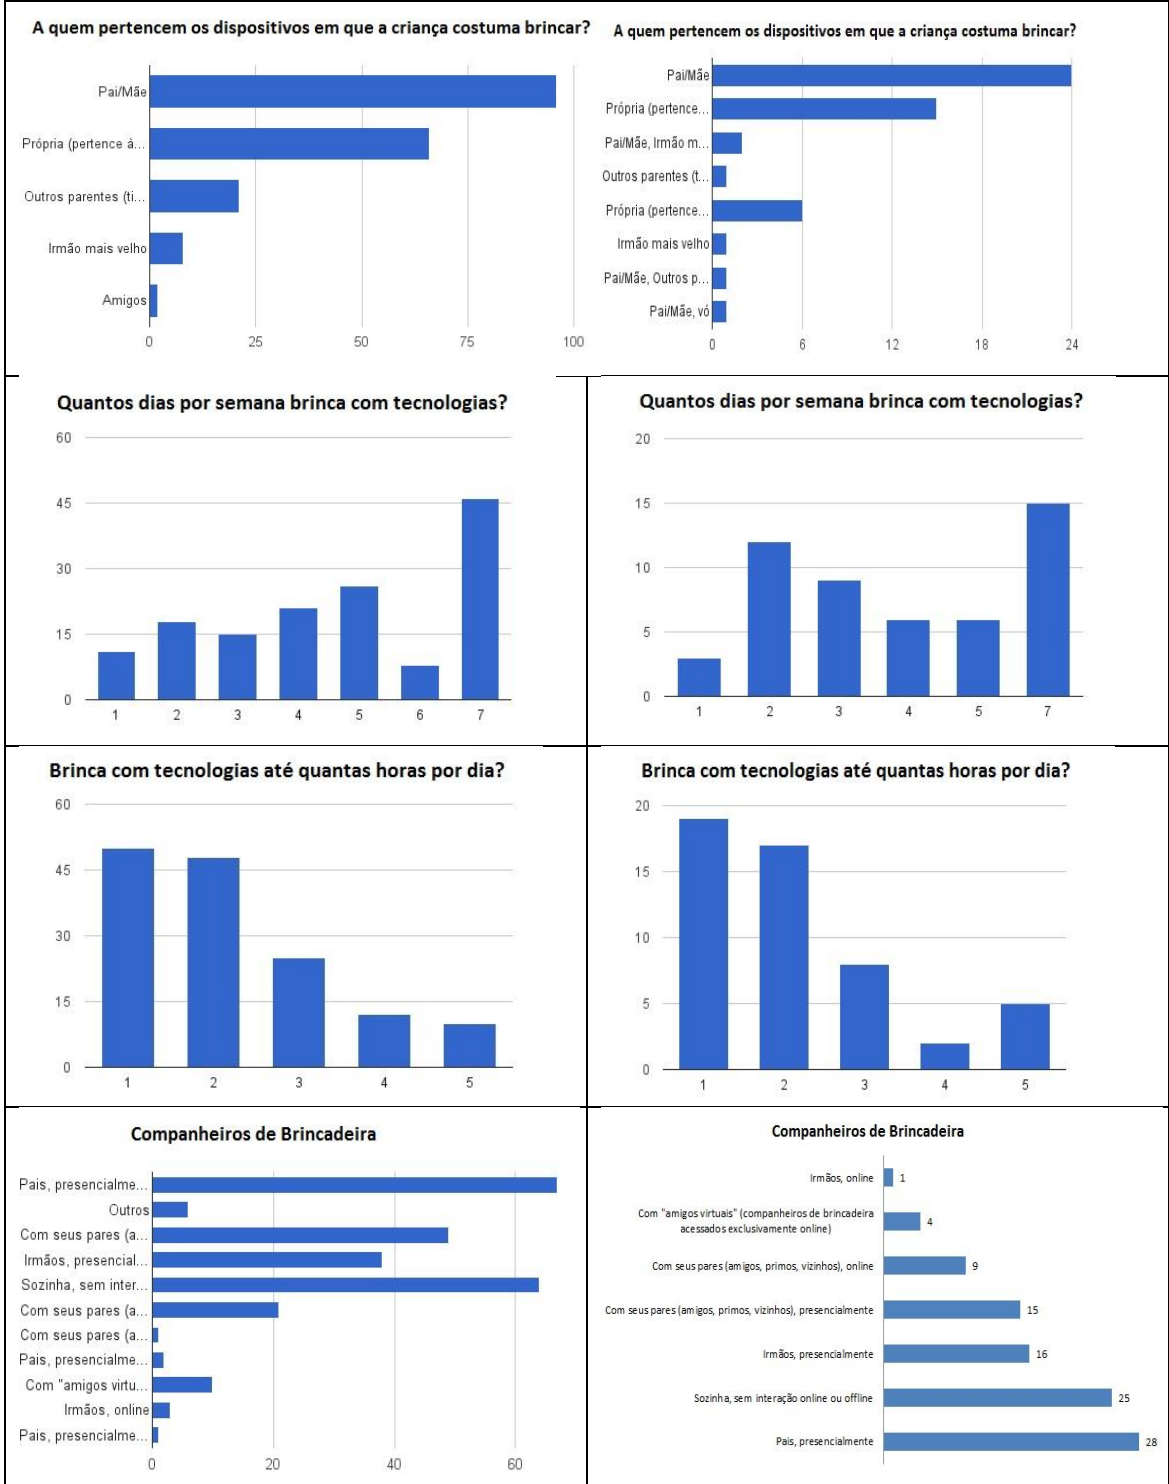 A quem pertencem os dispositivos em que a criança costuma brincar?
Pai/Mãe
Própria (pertence à...
Outros parentes (ti...
Irmão mais velho
Amigos
0 25 50 75 100
A quem pertencem os dispositivos em que a criança costuma brincar?
Pai/Mãe
Própria (pertence...
Pai/Mãe, Irmão m...
Outros parentes (t...
Própria (pertence...
Irmão mais velho
Pai/Mãe, Outros p...
Pai/Mãe, vó
0 6 12 18 24
Quantos dias por semana brinca com tecnologias?
60
45
30
15
0
1 2 3 4 5 6 7
Quantos dias por semana brinca com tecnologias?
20
15
10
5
0
1 2 3 4 5 7
Brinca com tecnologias até quantas horas por dia?
60
45
30
15
0
1 2 3 4 5
Brinca com tecnologias até quantas horas por dia?
20
15
10
5
0
1 2 3 4 5
Companheiros de Brincadeira
Pais, presencialme...
Outros
Com seus pares (a...
Irmãos, presencial...
Sozinha, sem inter...
Com seus pares (a...
Com seus pares (a...
Pais, presencialme...
Com "amigos virtu...
Irmãos, online
Pais, presencialme...
0 20 40 60
Companheiros de Brincadeira
Irmãos, online 1
Com "amigos virtuais" (companheiros de brincadeira
acessados exclusivamente online) 4
Com seus pares (amigos, primos, vizinhos), online 9
Com seus pares (amigos, primos, vizinhos), presencialmente 15
Irmãos, presencialmente 16
Sozinha, sem interação online ou offline 25
Pais, presencialmente 28